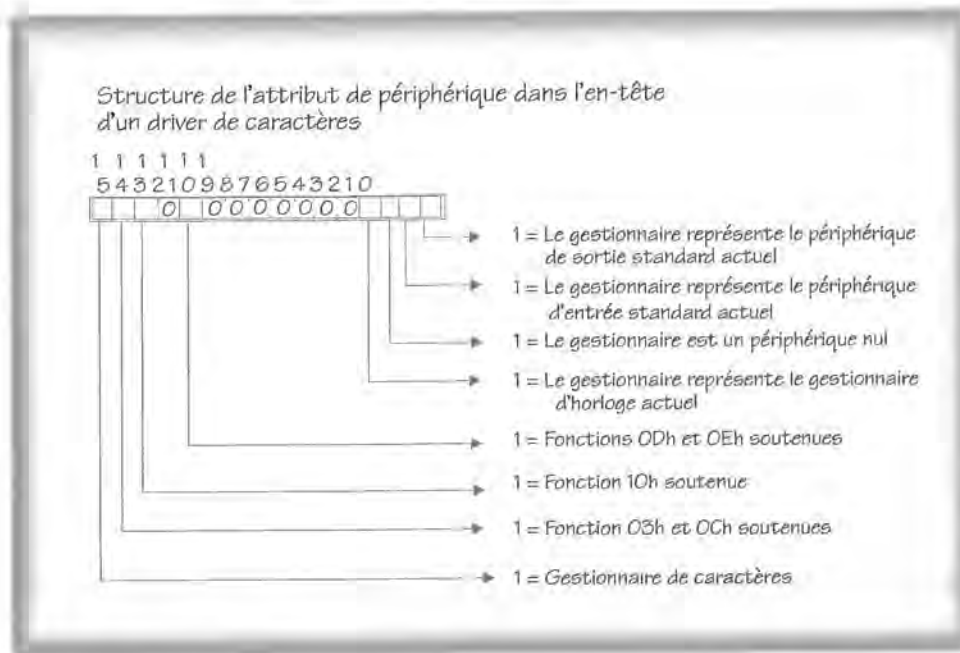 Structure de l'attribut de périphérique dans l'en-tête
d'un driver de caractères
1 1 1 1 1 1
5 4 3 2 1 0 9 8 7 6 5 4 3 2 1 0
0 0 0 0 0 0 0 0
1 = Le gestionnaire représente le périphérique
de sortie standard actuel
1 = Le gestionnaire représente le périphérique
d'entrée standard actuel
1 = Le gestionnaire est un périphérique nul
1 = Le gestionnaire représente le gestionnaire
d'horloge actuel
1 = Fonctions 0Dh et 0Eh soutenues
1 = Fonction 10h soutenue
1 = Fonction 03h et 0Ch soutenues
1 = Gestionnaire de caractères